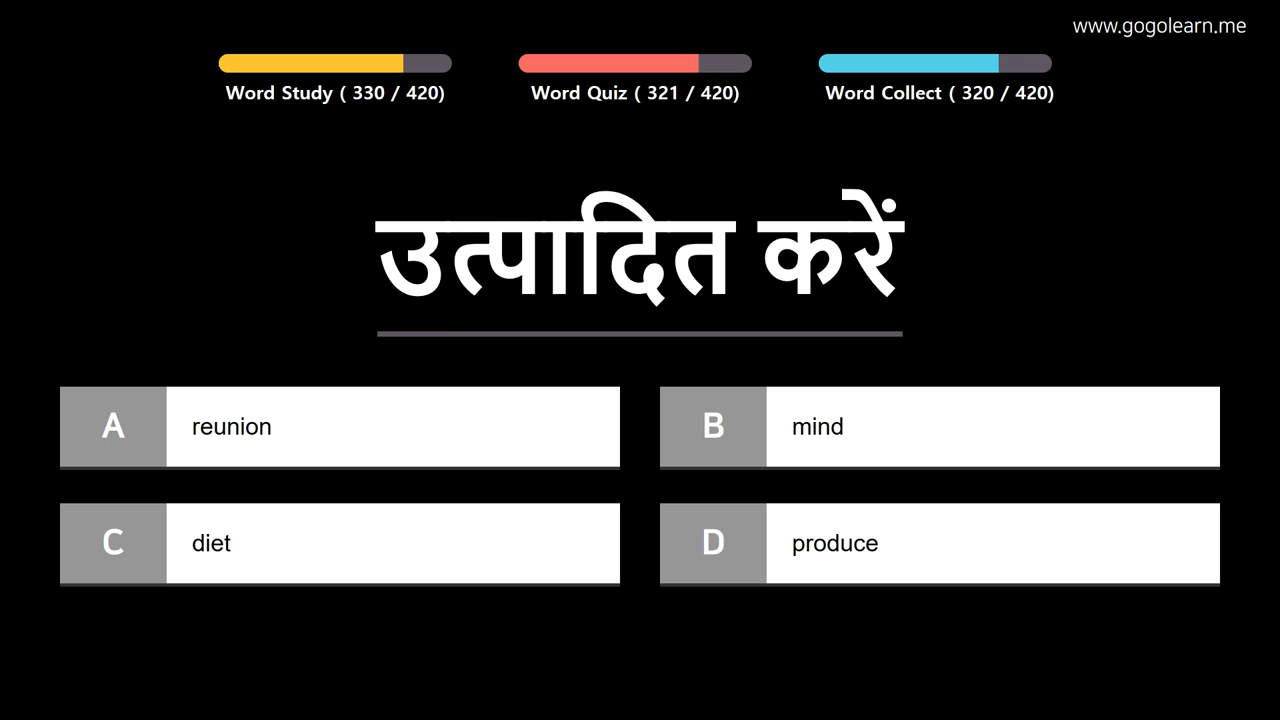 www.gogolearn.me
Word Study ( 330 / 420)
Word Quiz ( 321 / 420)
Word Collect ( 320 / 420)
उत्पादित करें
A reunion
B mind
C diet
D produce